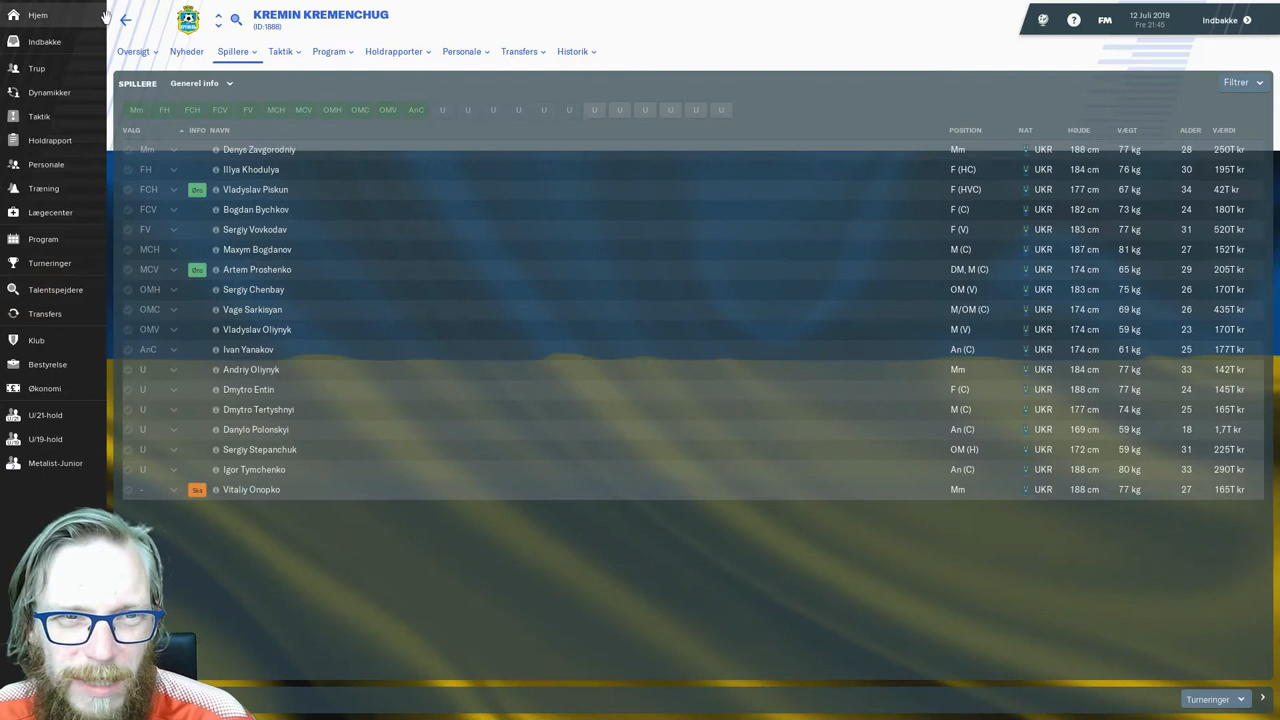 Hjem
Indbakke
Trup
Dynamikker
Taktik
Holdrapport
Personale
Træning
Lægecenter
Program
Turneringer
Talentspejdere
Transfers
Klub
Bestyrelse
Økonomi
U/21-hold
U/19-hold
Metalist-Junior
KREMIN KREMENCHUG
(ID:1888)
? FM 12 Juli 2019
Fre 21:45 Indbakke
Oversigt Nyheder Spillere Taktik Program Holdrapporter Personale Transfers Historik
SPILLERE Generel info Filtrer
Mm FH FCH FCV FV MCH MCV OMH OMC OMV AnC U U U U U U U U U U U U
VALG INFO NAVN POSITION NAT HØJDE VÆGT ALDER VÆRDI
Mm Denys Zavgorodniy Mm UKR 188 cm 77 kg 28 250T kr
FH Illya Khodulya F (HC) UKR 184 cm 76 kg 30 195T kr
FCH Øns Vladyslav Piskun F (HVC) UKR 177 cm 67 kg 34 42T kr
FCV Bogdan Bychkov F (C) UKR 182 cm 73 kg 24 180T kr
FV Sergiy Vovkodav F (V) UKR 183 cm 77 kg 31 520T kr
MCH Maxym Bogdanov M (C) UKR 187 cm 81 kg 27 152T kr
MCV Øns Artem Proshenko DM, M (C) UKR 174 cm 65 kg 29 205T kr
OMH Sergiy Chenbay OM (V) UKR 183 cm 75 kg 26 170T kr
OMC Vage Sarkisyan M/OM (C) UKR 174 cm 69 kg 26 435T kr
OMV Vladyslav Oliynyk M (V) UKR 174 cm 59 kg 23 170T kr
AnC Ivan Yanakov An (C) UKR 174 cm 61 kg 25 177T kr
U Andriy Oliynyk Mm UKR 184 cm 77 kg 33 142T kr
U Dmytro Entin F (C) UKR 188 cm 77 kg 24 145T kr
U Dmytro Tertyshnyi M (C) UKR 177 cm 74 kg 25 165T kr
U Danylo Polonskyi An (C) UKR 169 cm 59 kg 18 1,7T kr
U Sergiy Stepanchuk OM (H) UKR 172 cm 59 kg 31 225T kr
U Igor Tymchenko An (C) UKR 188 cm 80 kg 33 290T kr
- Ska Vitaliy Onopko Mm UKR 188 cm 77 kg 27 165T kr
Turneringer